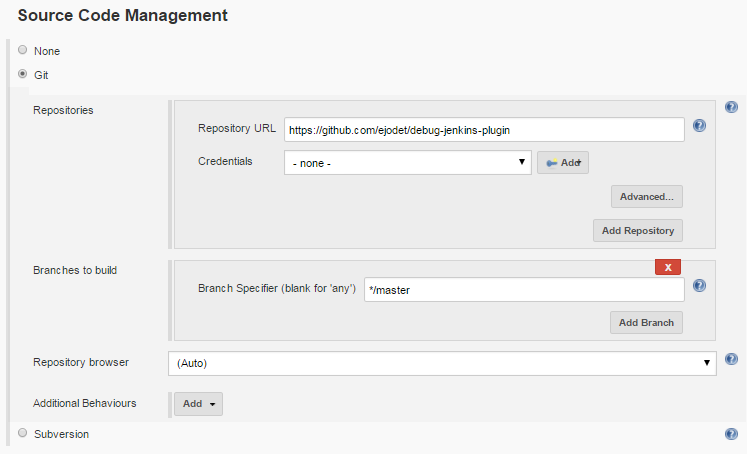 Source Code Management
None
Git
Repositories
Repository URL https://github.com/ejodet/debug-jenkins-plugin
Credentials - none - Add
Advanced...
Add Repository
Branches to build
X
Branch Specifier (blank for 'any') */master
Add Branch
Repository browser (Auto)
Additional Behaviours Add
Subversion